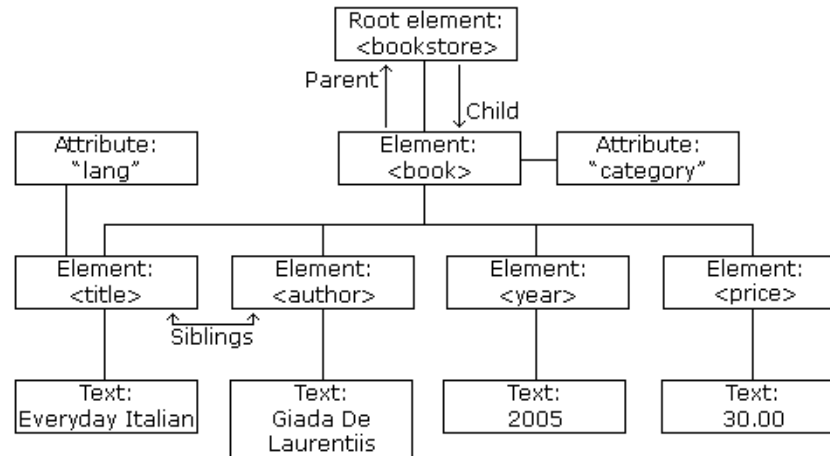 Root element:
<bookstore>
Parent
Child
Attribute:
“lang”
Element:
<book>
Attribute:
“category”
Element:
<title>
Element:
<author>
Element:
<year>
Element:
<price>
Siblings
Text:
Everyday Italian
Text:
Giada De
Laurentiis
Text:
2005
Text:
30.00